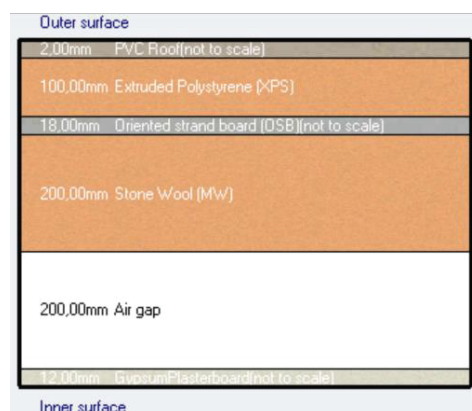 Outer surface
2,00mm PVC Roof(not to scale)
100,00mm Extruded Polystyrene (XPS)
18,00mm Oriented strand board (OSB)(not to scale)
200,00mm Stone Wool (MW)
200,00mm Air gap
12,00mm GypsumPlasterboard(not to scale)
Inner surface